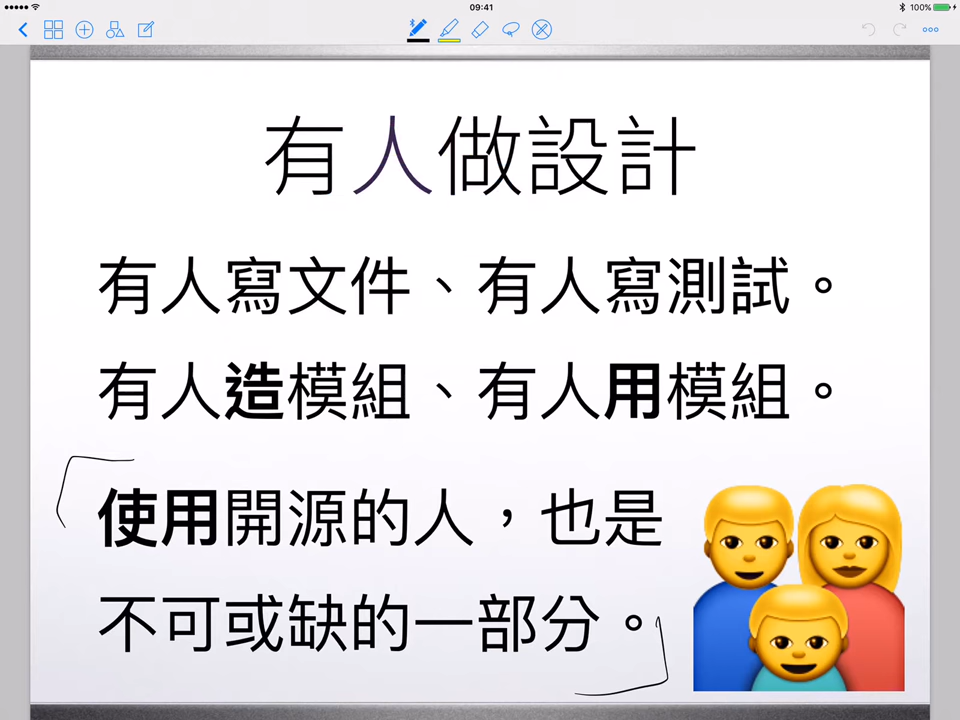 09:41
100%
有人做設計
有人寫文件、有人寫測試。
有人造模組、有人用模組。
使用開源的人，也是
不可或缺的一部分。